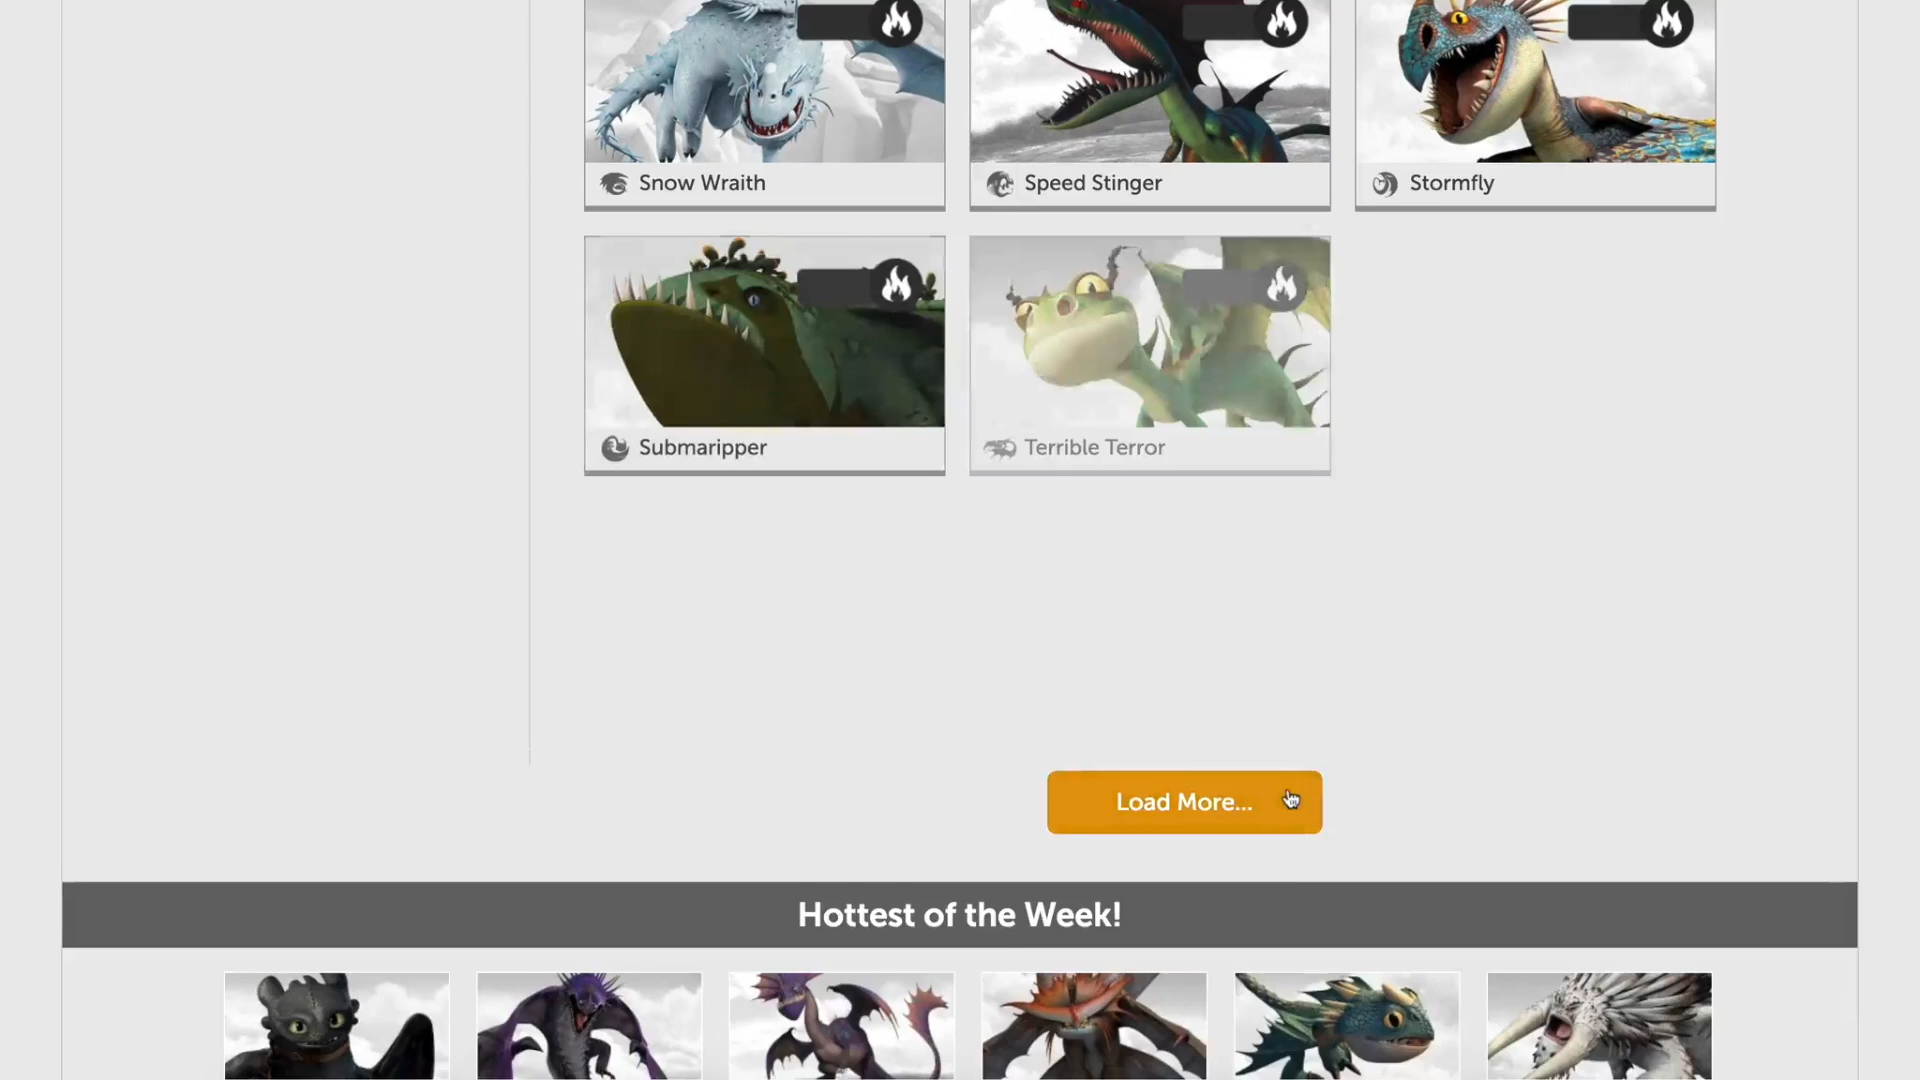 Snow Wraith
Speed Stinger
Stormfly
Submaripper
Terrible Terror
Load More...
Hottest of the Week!